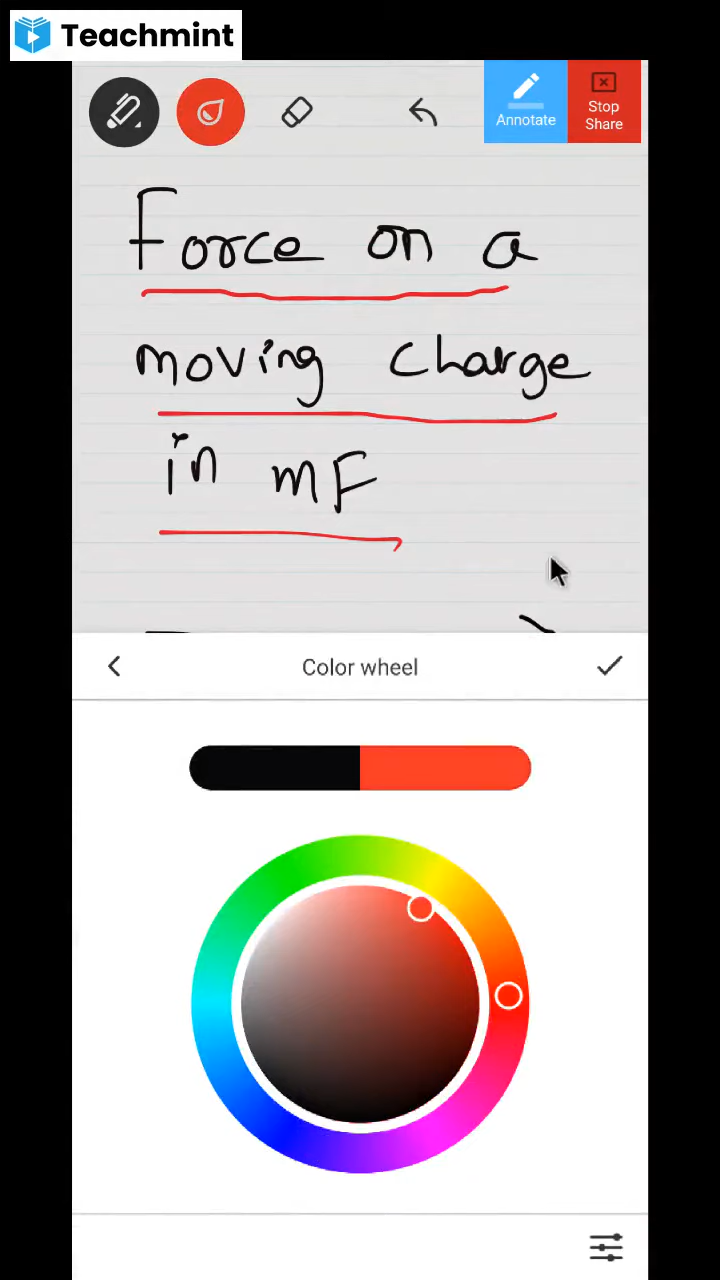 Teachmint
Annotate
Stop
Share
Force on a
moving charge
in mF
Color wheel